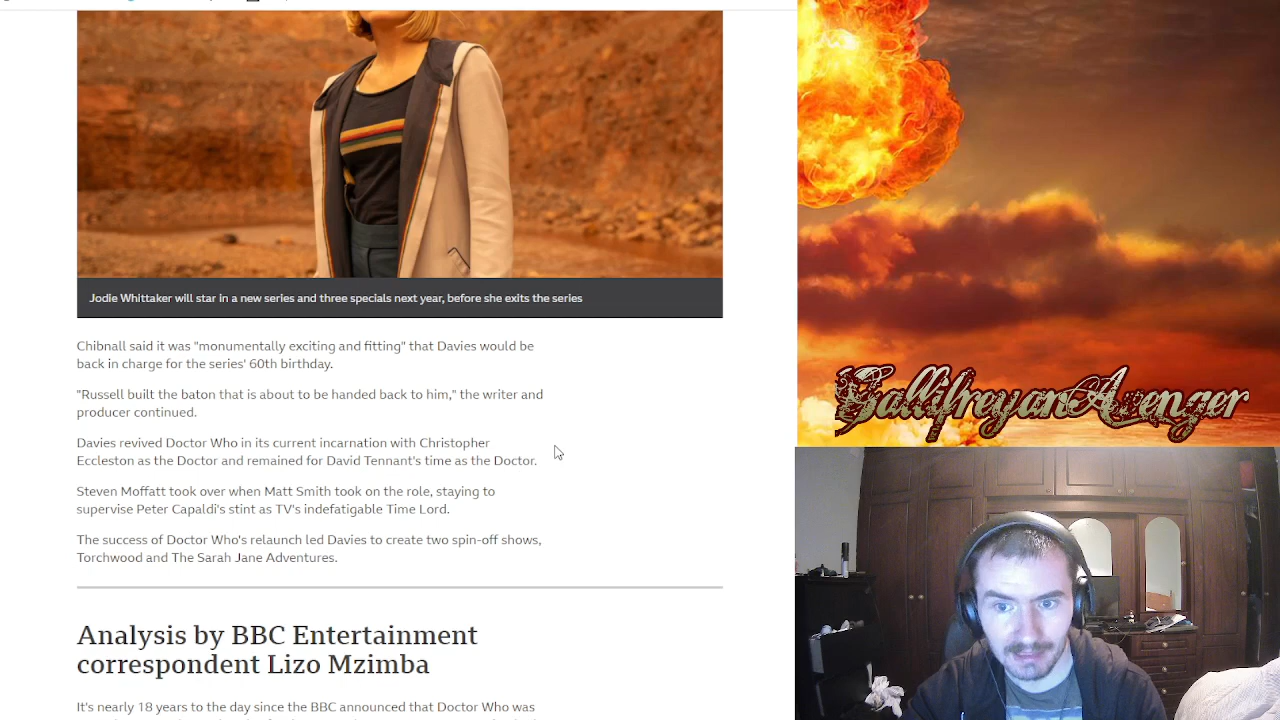 Jodie Whittaker will star in a new series and three specials next year, before she exits the series
Chibnall said it was "monumentally exciting and fitting" that Davies would be
back in charge for the series' 60th birthday.
"Russell built the baton that is about to be handed back to him," the writer and
producer continued.
Davies revived Doctor Who in its current incarnation with Christopher
Eccleston as the Doctor and remained for David Tennant's time as the Doctor.
Steven Moffatt took over when Matt Smith took on the role, staying to
supervise Peter Capaldi's stint as TV's indefatigable Time Lord.
The success of Doctor Who's relaunch led Davies to create two spin-off shows,
Torchwood and The Sarah Jane Adventures.
Analysis by BBC Entertainment
correspondent Lizo Mzimba
It's nearly 18 years to the day since the BBC announced that Doctor Who was
GallifreyanAvenger